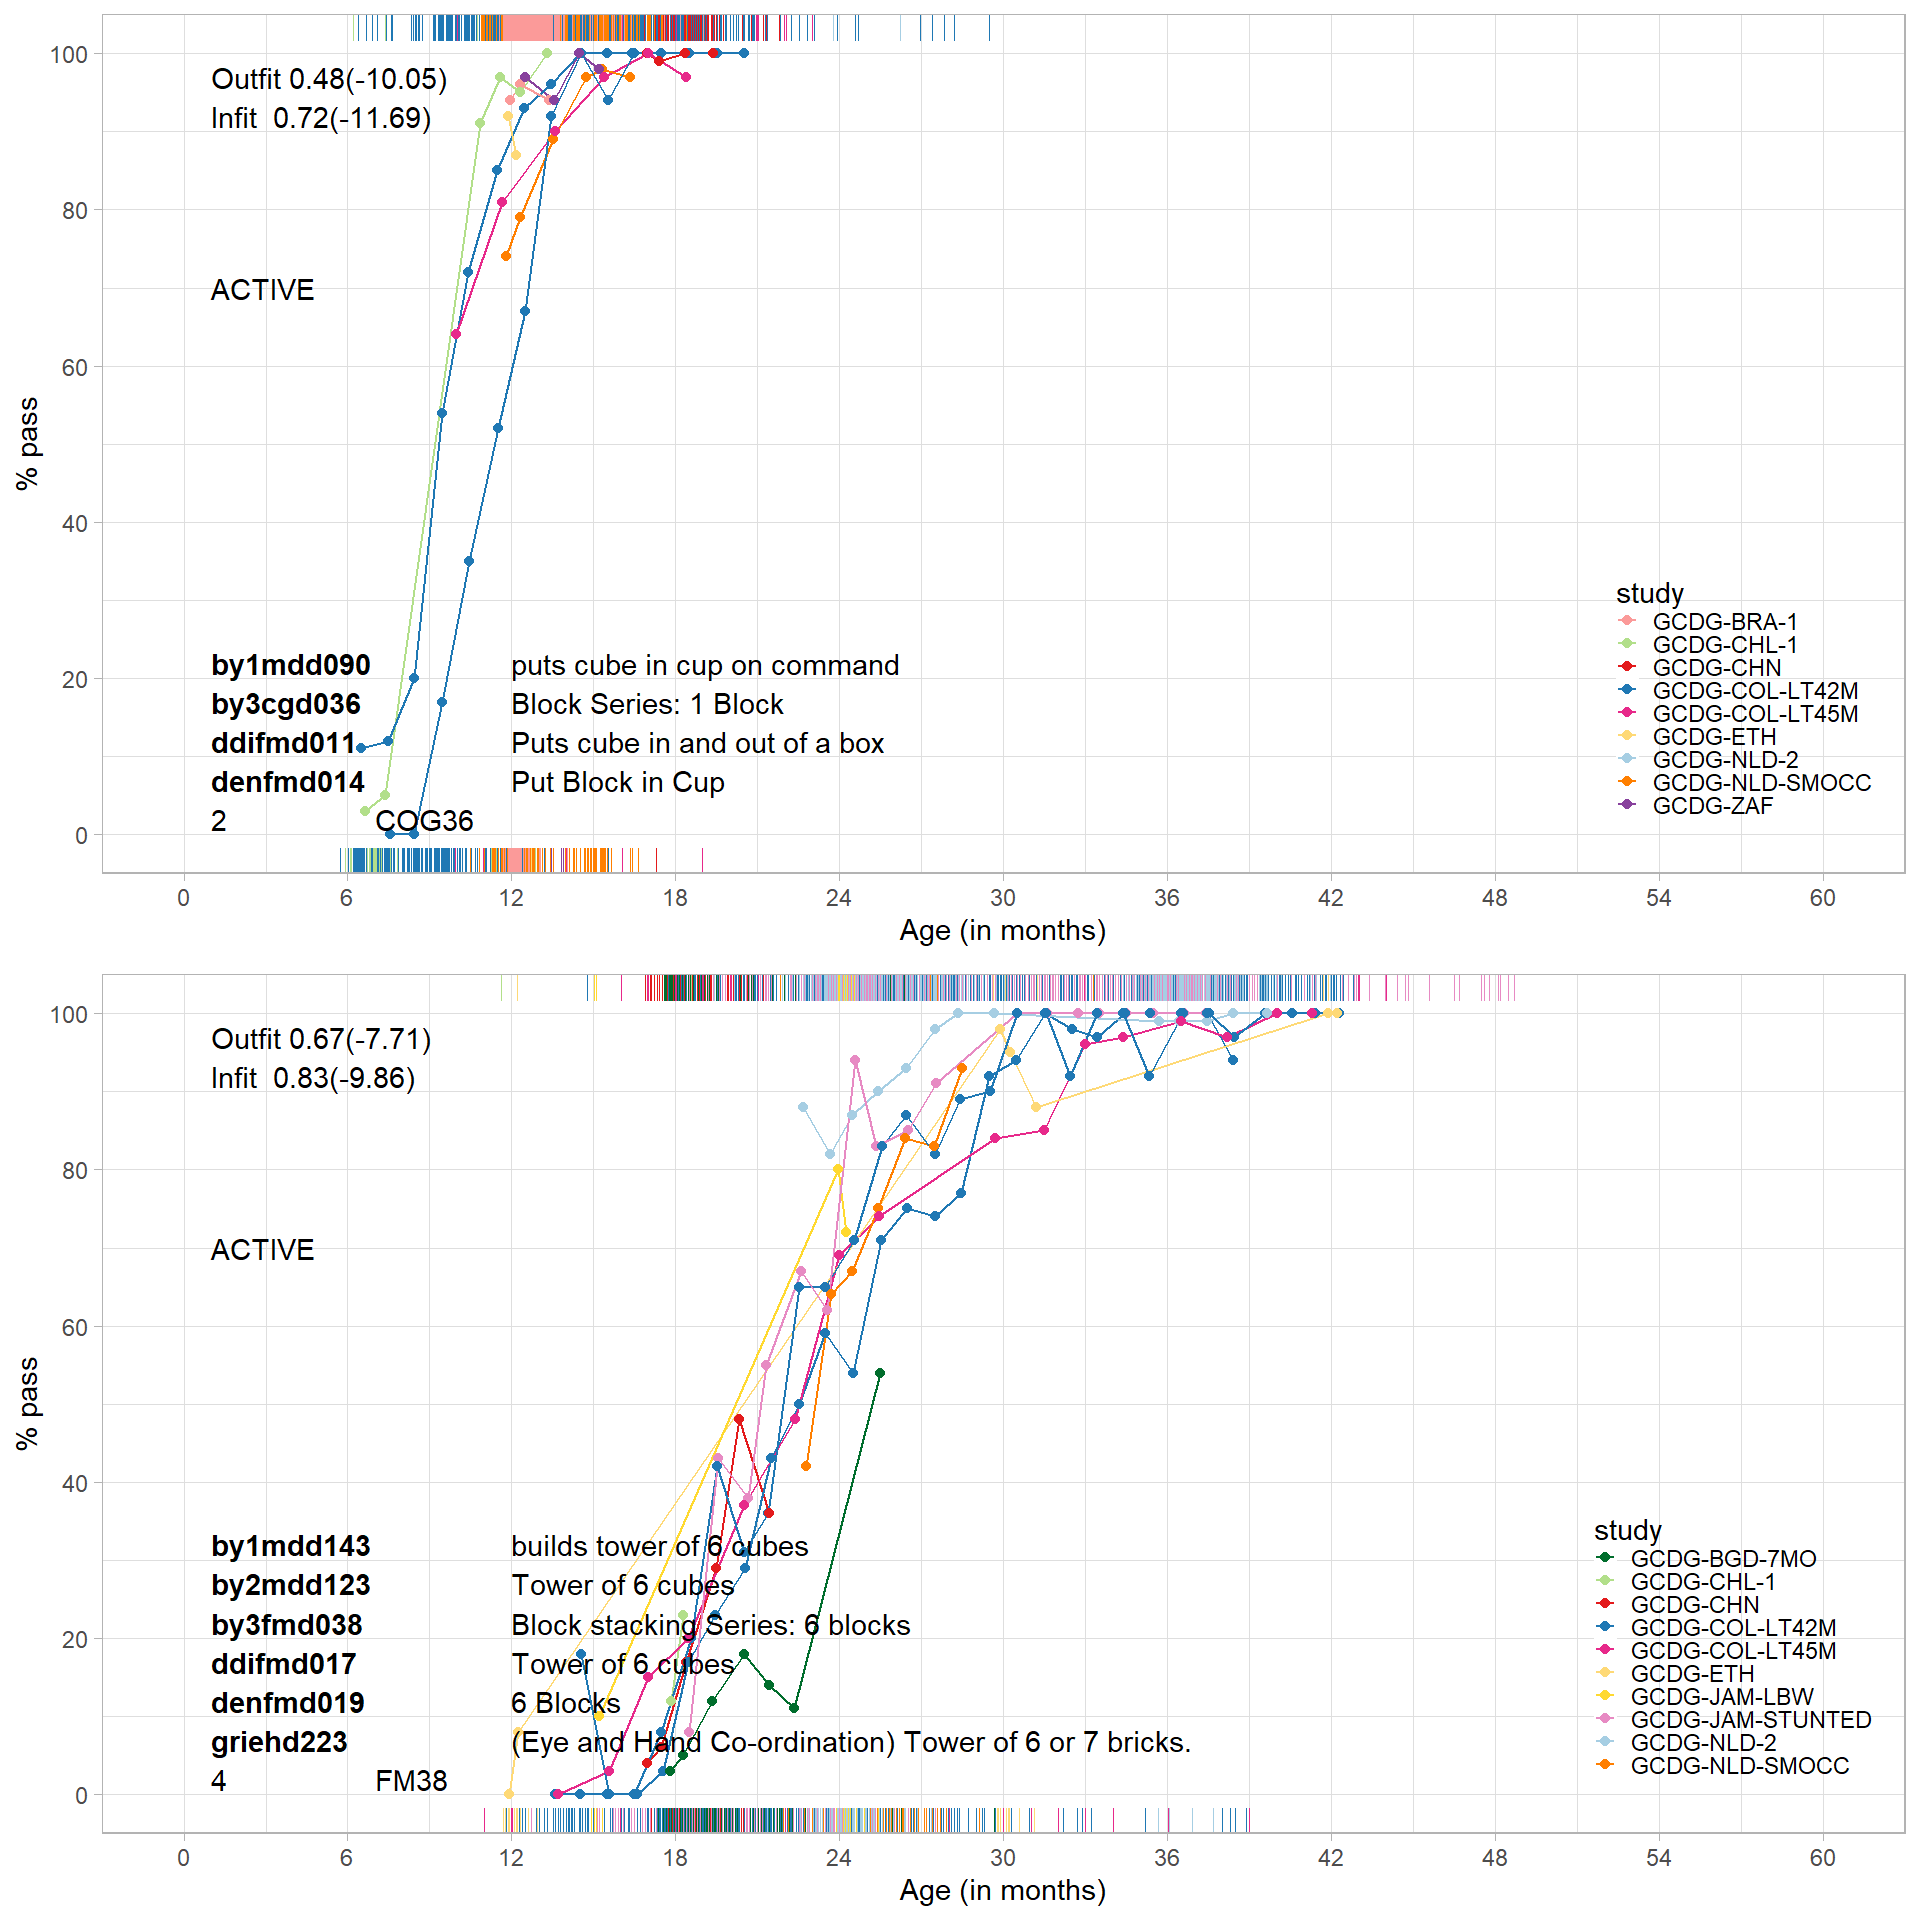 100
80
60
40
20
0
% pass
Outfit 0.48(-10.05)
Infit  0.72(-11.69)
ACTIVE
by1mdd090 puts cube in cup on command
by3cgd036 Block Series: 1 Block
ddifmd011 Puts cube in and out of a box
denfmd014 Put Block in Cup
2 COG36
study
GCDG-BRA-1
GCDG-CHL-1
GCDG-CHN
GCDG-COL-LT42M
GCDG-COL-LT45M
GCDG-ETH
GCDG-NLD-2
GCDG-NLD-SMOCC
GCDG-ZAF
0 6 12 18 24 30 36 42 48 54 60
Age (in months)
100
80
60
40
20
0
% pass
Outfit 0.67(-7.71)
Infit  0.83(-9.86)
ACTIVE
by1mdd143 builds tower of 6 cubes
by2mdd123 Tower of 6 cubes
by3fmd038 Block stacking Series: 6 blocks
ddifmd017 Tower of 6 cubes
denfmd019 6 Blocks
griehd223 (Eye and Hand Co-ordination) Tower of 6 or 7 bricks.
4 FM38
study
GCDG-BGD-7MO
GCDG-CHL-1
GCDG-CHN
GCDG-COL-LT42M
GCDG-COL-LT45M
GCDG-ETH
GCDG-JAM-LBW
GCDG-JAM-STUNTED
GCDG-NLD-2
GCDG-NLD-SMOCC
0 6 12 18 24 30 36 42 48 54 60
Age (in months)